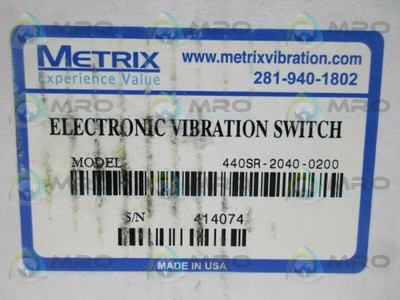 METRIX
Experience Value
www.metrixvibration.com
281-940-1802
ELECTRONIC VIBRATION SWITCH
MODEL 440SR-2040-0200
S/N 414074
MADE IN USA
MRO